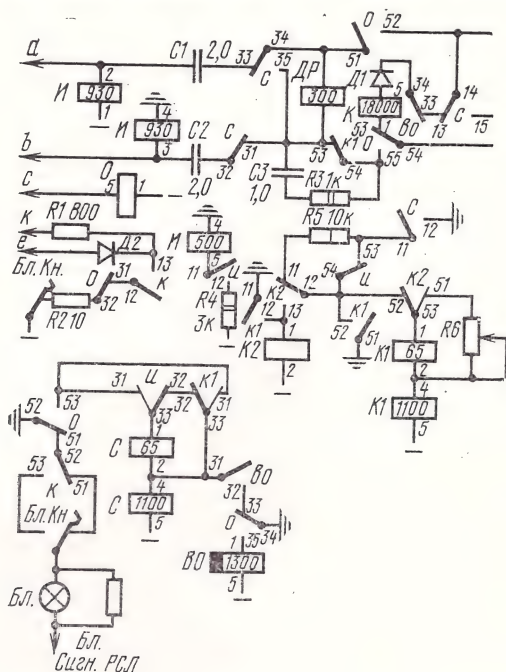 a
C1 2,0
33
34
35
С
51
О
52
И
2
930
1
ДР
300
Д1
34
33
13
14
С
15
И
4
930
3
К
5
18000
53
ВО
54
b
C2
2,0
С
31
32
53
К1
54
О
55
C3
1,0
R3 1к
R5 10к
c
О
5
1
к
R1 800
e
Д2
13
Бл. Кн.
R2 10
О
31
32
12
К
И
4
500
5
11
И
12
R4
3к
11
12
К1
13
К2
11
12
К2
2
С
12
11
53
54
И
52
К1
51
К2
51
52
53
1
65
К1
2
R6
4
1100
К1
5
31
И
32
33
32
К1
31
33
53
52
О
51
52
53
51
К
Бл.Кн
1
С
65
2
4
С
1100
5
31
ВО
32
33
О
34
1
35
ВО
1300
5
Бл.
Бл.
Сигн. РСЛ